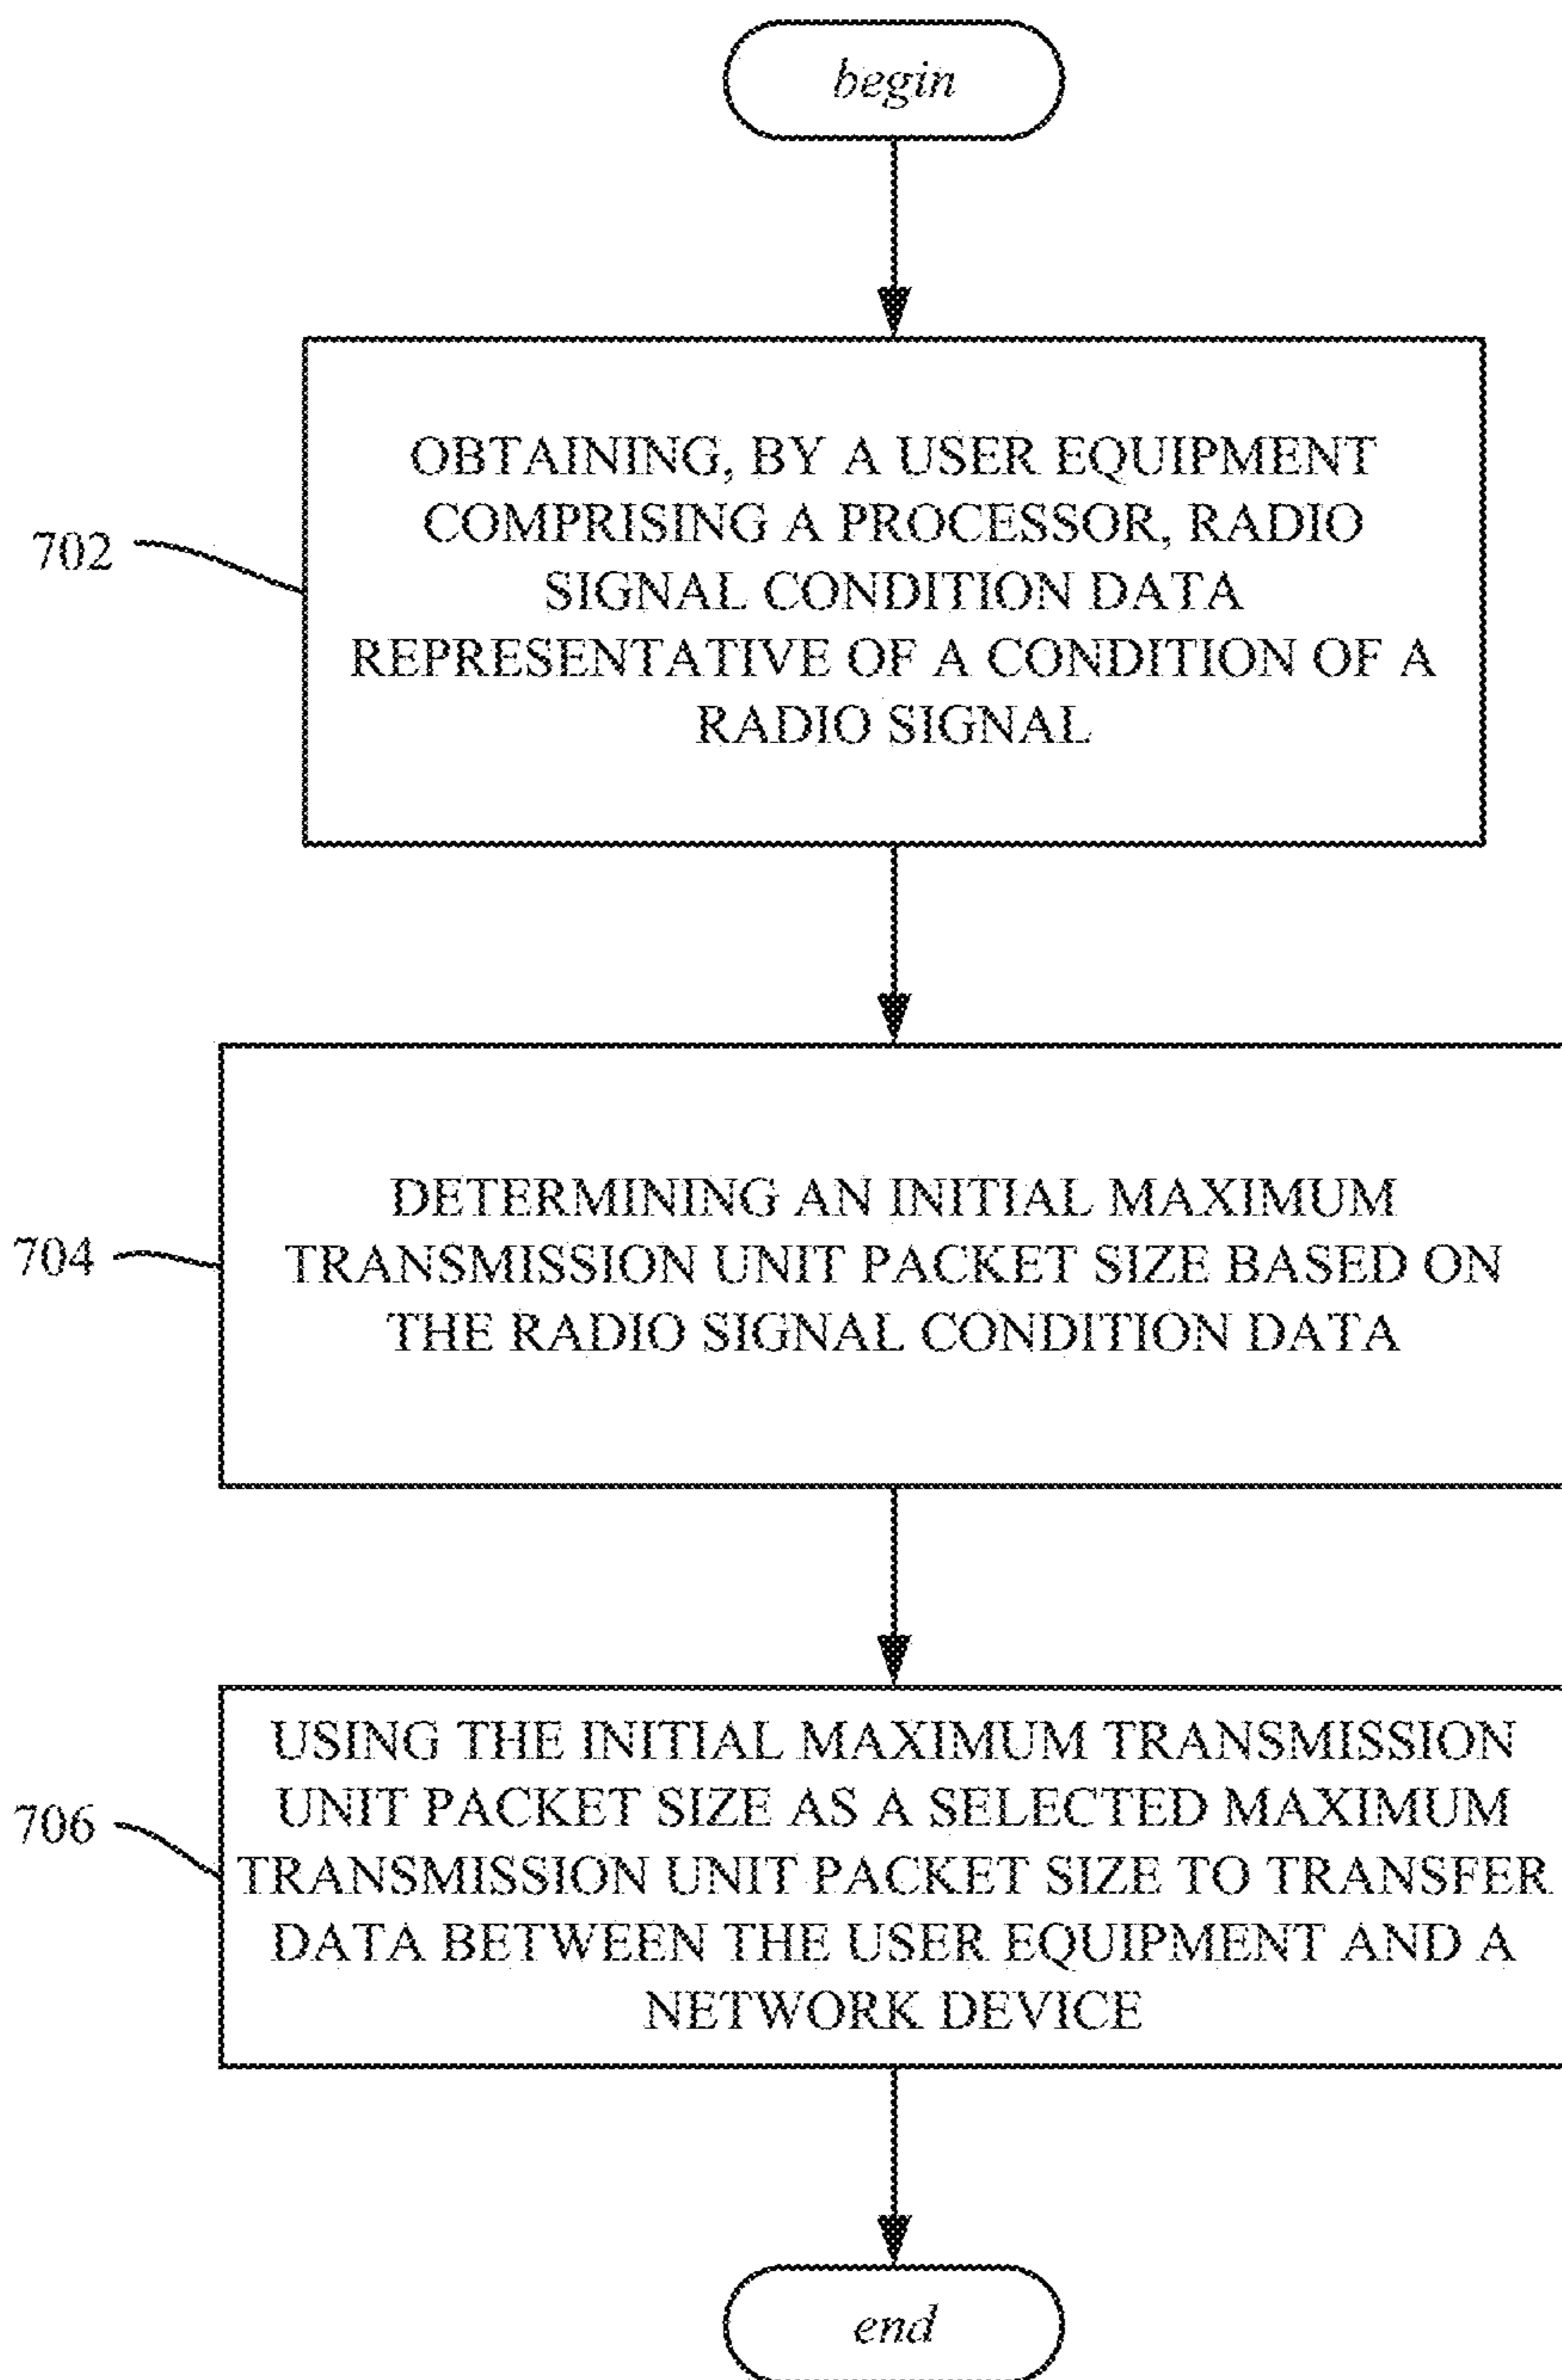 begin
702
OBTAINING, BY A USER EQUIPMENT
COMPRISING A PROCESSOR, RADIO
SIGNAL CONDITION DATA
REPRESENTATIVE OF A CONDITION OF A
RADIO SIGNAL
704
DETERMINING AN INITIAL MAXIMUM
TRANSMISSION UNIT PACKET SIZE BASED ON
THE RADIO SIGNAL CONDITION DATA
706
USING THE INITIAL MAXIMUM TRANSMISSION
UNIT PACKET SIZE AS A SELECTED MAXIMUM
TRANSMISSION UNIT PACKET SIZE TO TRANSFER
DATA BETWEEN THE USER EQUIPMENT AND A
NETWORK DEVICE
end